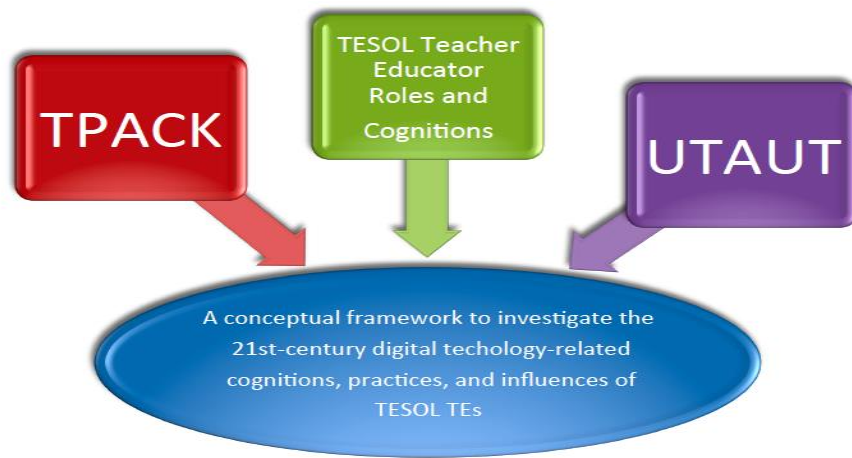 TPACK
TESOL Teacher
Educator
Roles and
Cognitions
UTAUT
A conceptual framework to investigate the
21st-century digital techology-related
cognitions, practices, and influences of
TESOL TEs